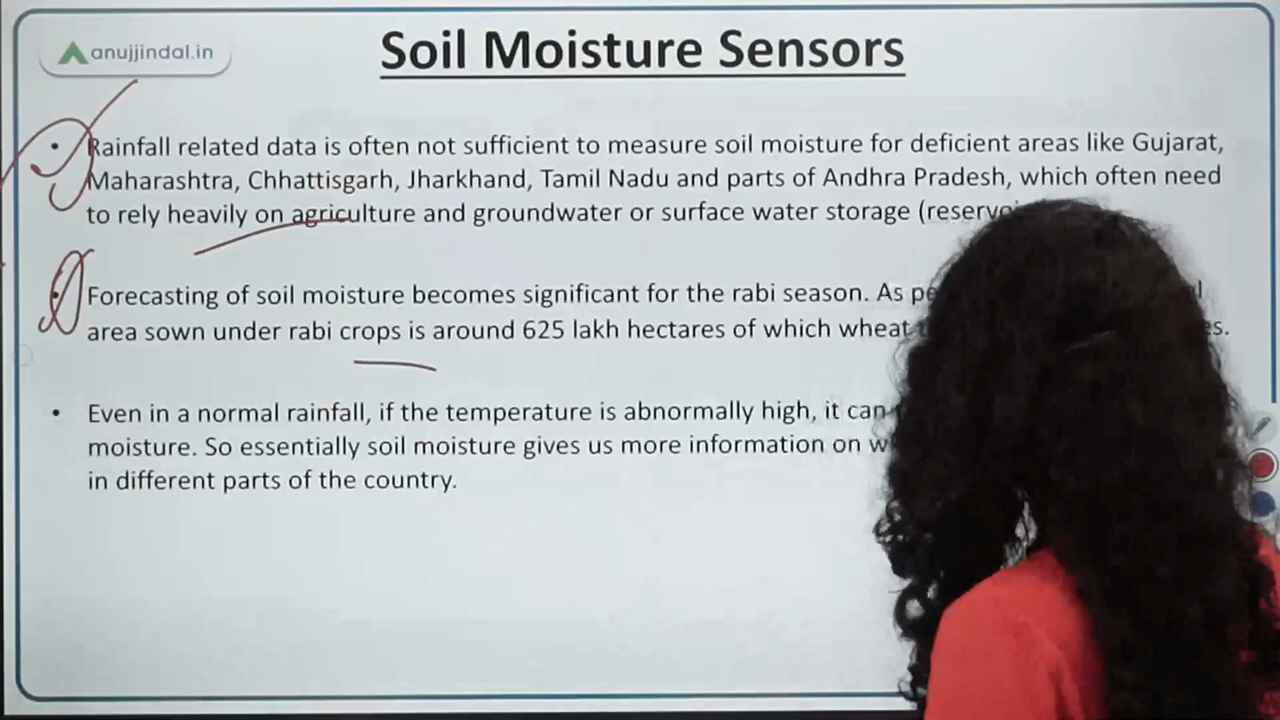 anujjindal.in
Soil Moisture Sensors
• Rainfall related data is often not sufficient to measure soil moisture for deficient areas like Gujarat,
Maharashtra, Chhattisgarh, Jharkhand, Tamil Nadu and parts of Andhra Pradesh, which often need
to rely heavily on agriculture and groundwater or surface water storage
• Forecasting of soil moisture becomes significant for the rabi season. As
area sown under rabi crops is around 625 lakh hectares of which wheat
• Even in a normal rainfall, if the temperature is abnormally high, it can
moisture. So essentially soil moisture gives us more information on
in different parts of the country.